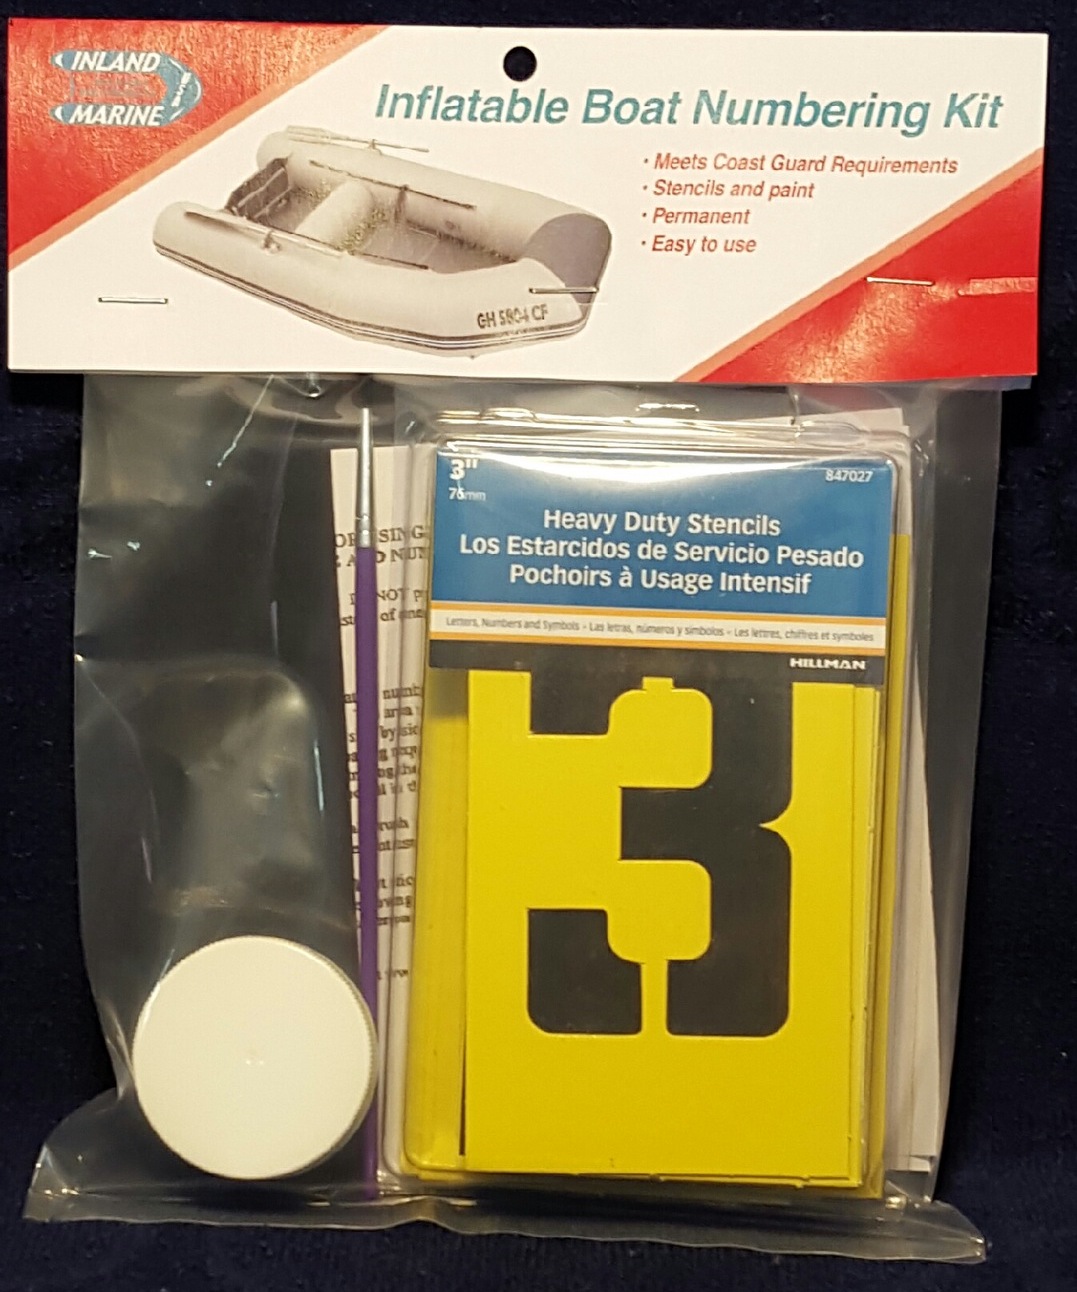 INLAND
MARINE
Inflatable Boat Numbering Kit
• Meets Coast Guard Requirements
• Stencils and paint
• Permanent
• Easy to use
GH 5804 CF
3"
76mm
847027
Heavy Duty Stencils
Los Estarcidos de Servicio Pesado
Pochoirs à Usage Intensif
Letters, Numbers and Symbols • Las letras, números y símbolos • Les lettres, chiffres et symboles
HILLMAN
3